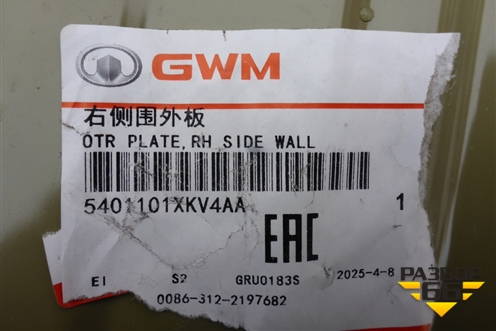 GWM
右侧围外板
OTR PLATE,RH SIDE WALL
5401101XKV4AA 1
EAC
EI S2 GRU0183S 2025-4-8
0086-312-2197682
РАЗБОР
66